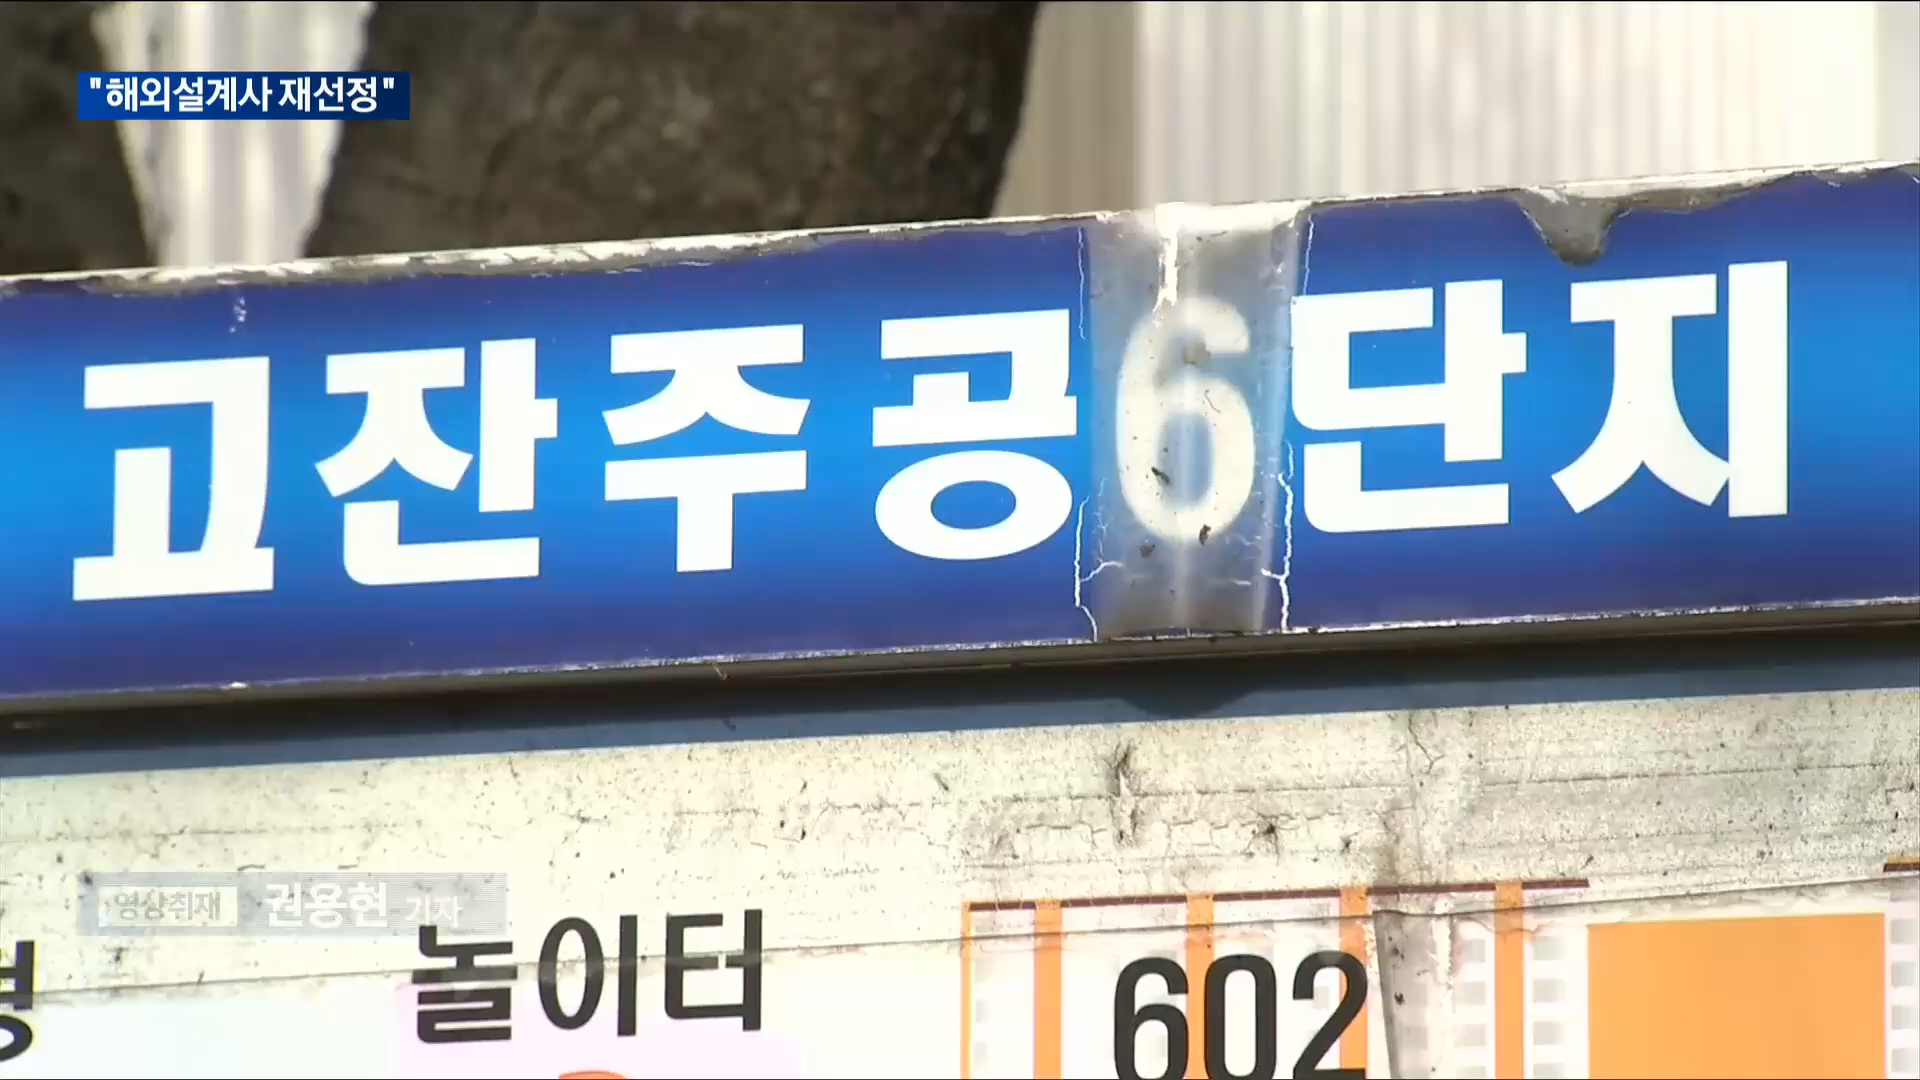 "해외설계사 재선정"
고잔주공6단지
영상취재 권용현 기자
놀이터
602